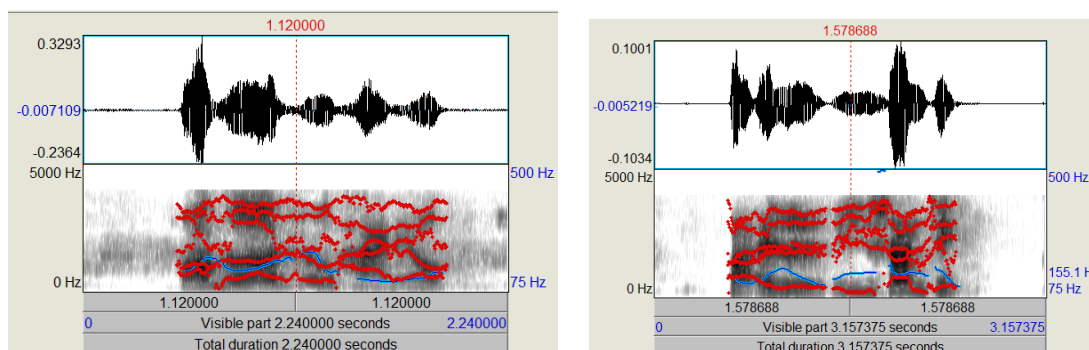 1.120000
0.3293
-0.007109
-0.2364
5000 Hz
500 Hz
0 Hz
75 Hz
1.120000 1.120000
0 Visible part 2.240000 seconds 2.240000
Total duration 2.240000 seconds
1.578688
0.1001
-0.005219
-0.1034
5000 Hz
500 Hz
155.1 H
0 Hz
75 Hz
1.578688 1.578688
0 Visible part 3.157375 seconds 3.157375
Total duration 3.157375 seconds